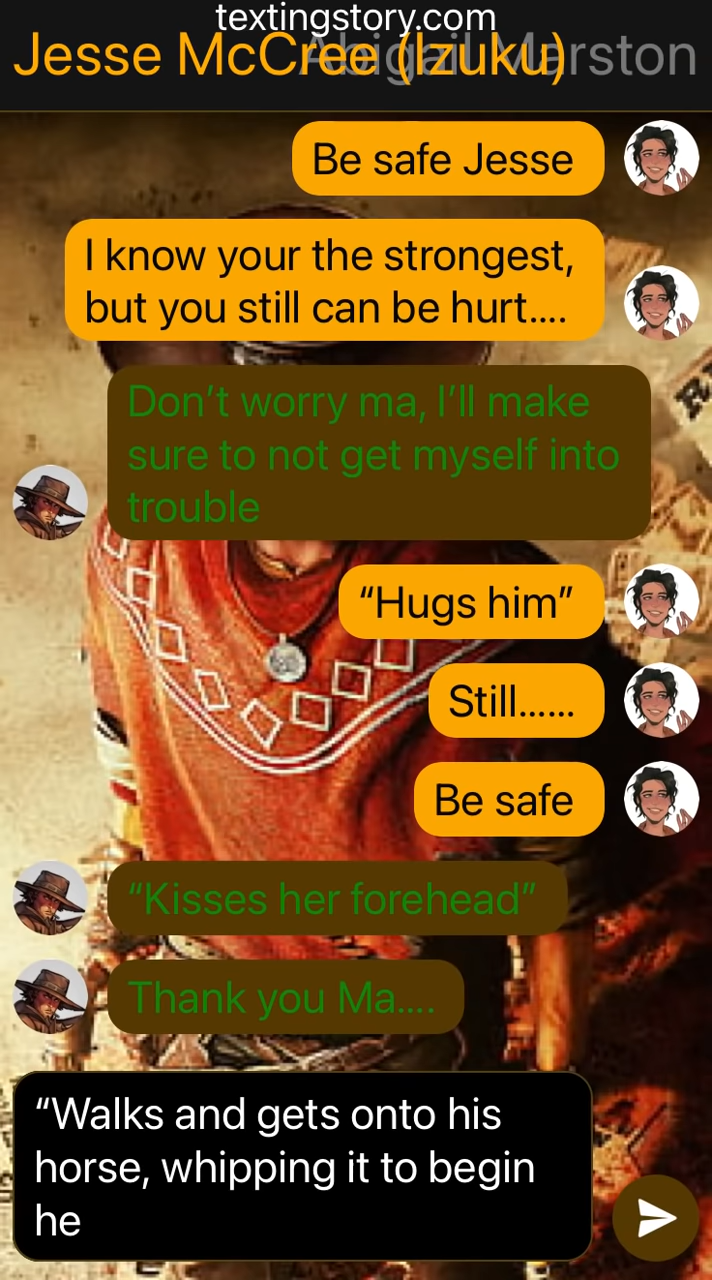 textingstory.com
Jesse McCree (Izuku)
Abigail Marston
Be safe Jesse
I know your the strongest,
but you still can be hurt....
Don’t worry ma, I’ll make
sure to not get myself into
trouble
“Hugs him”
Still......
Be safe
“Kisses her forehead”
Thank you Ma....
“Walks and gets onto his
horse, whipping it to begin
he